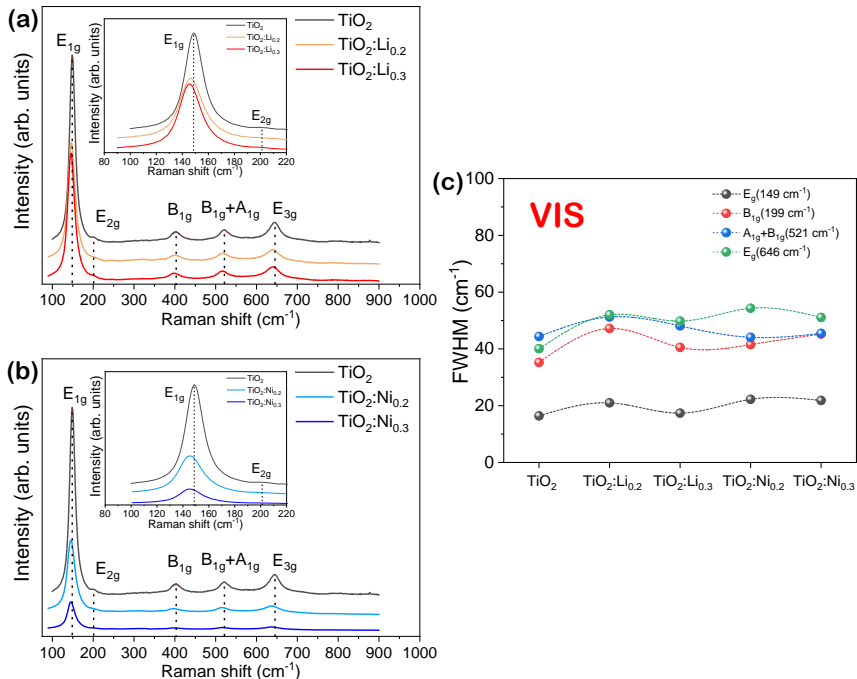 (a)
TiO₂
TiO₂:Li₀.₂
TiO₂:Li₀.₃
E₁g
TiO₂
TiO₂:Li₀.₂
TiO₂:Li₀.₃
E₁g
E₂g
Intensity (arb. units)
80 100 120 140 160 180 200 220
Raman shift (cm⁻¹)
E₂g
B₁g
B₁g+A₁g
E₃g
Intensity (arb. units)
100 200 300 400 500 600 700 800 900 1000
Raman shift (cm⁻¹)
(b)
TiO₂
TiO₂:Ni₀.₂
TiO₂:Ni₀.₃
E₁g
TiO₂
TiO₂:Ni₀.₂
TiO₂:Ni₀.₃
E₁g
E₂g
Intensity (arb. units)
80 100 120 140 160 180 200 220
Raman shift (cm⁻¹)
E₂g
B₁g
B₁g+A₁g
E₃g
Intensity (arb. units)
100 200 300 400 500 600 700 800 900 1000
Raman shift (cm⁻¹)
(c)
VIS
Eg(149 cm⁻¹)
B₁g(199 cm⁻¹)
A₁g+B₁g(521 cm⁻¹)
Eg(646 cm⁻¹)
100
80
60
40
20
0
FWHM (cm⁻¹)
TiO₂ TiO₂:Li₀.₂ TiO₂:Li₀.₃ TiO₂:Ni₀.₂ TiO₂:Ni₀.₃